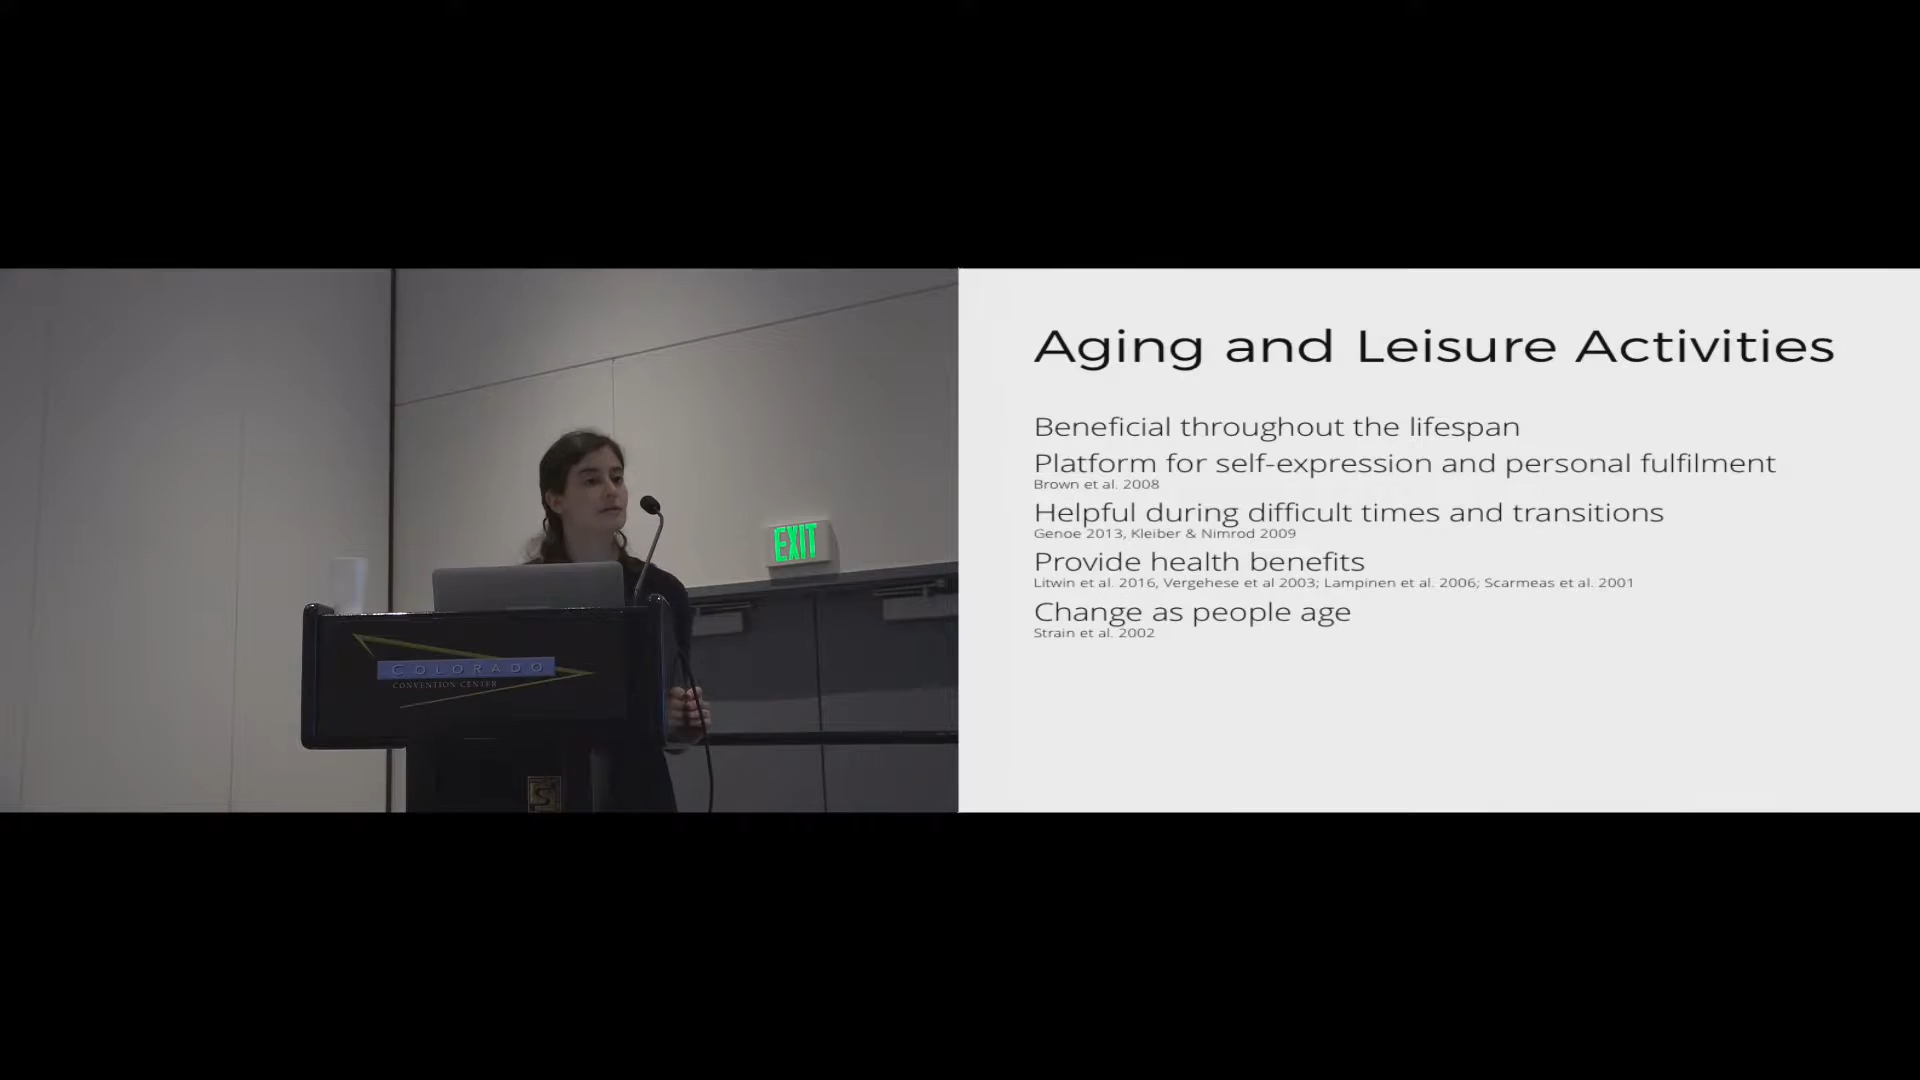 EXIT
COLORADO
CONVENTION CENTER
Aging and Leisure Activities
Beneficial throughout the lifespan
Platform for self-expression and personal fulfilment
Brown et al. 2008
Helpful during difficult times and transitions
Genoe 2013, Kleiber & Nimrod 2009
Provide health benefits
Litwin et al. 2016, Vergehese et al 2003; Lampinen et al. 2006; Scarmeas et al. 2001
Change as people age
Strain et al. 2002